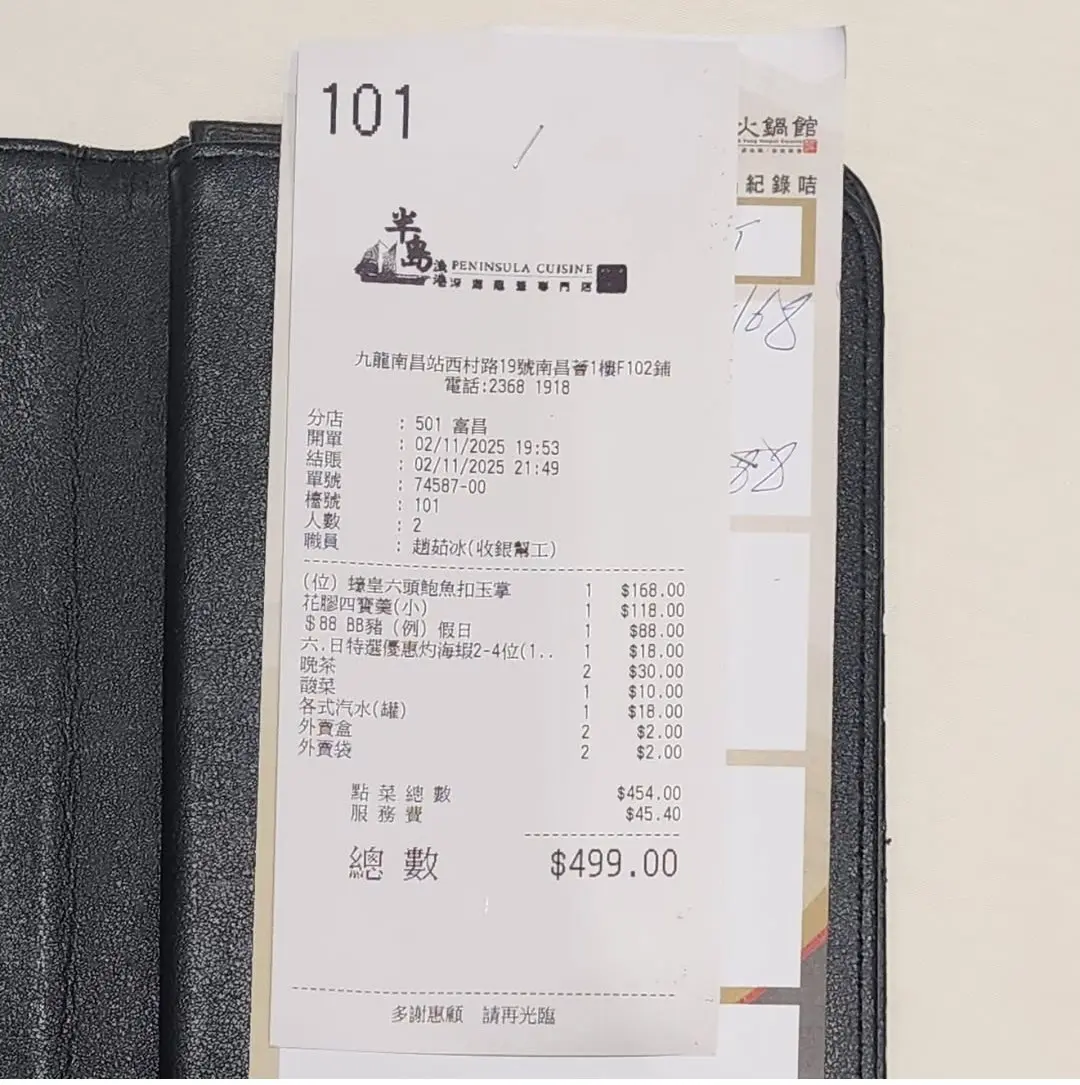 101
半島
漁港
PENINSULA CUISINE
深海龍躉專門店
九龍南昌站西村路19號南昌薈1樓F102鋪
電話:2368 1918
分店 : 501 富昌
開單 : 02/11/2025 19:53
結賬 : 02/11/2025 21:49
單號 : 74587-00
檯號 : 101
人數 : 2
職員 : 趙茹冰(收銀幫工)
(位) 蠔皇六頭鮑魚扣玉掌 1 $168.00
花膠四寶羹(小) 1 $118.00
$88 BB豬 (例) 假日 1 $88.00
六.日特選優惠灼海蝦2-4位(1.. 1 $18.00
晚茶 2 $30.00
酸菜 1 $10.00
各式汽水(罐) 1 $18.00
外賣盒 2 $2.00
外賣袋 2 $2.00
點菜總數 $454.00
服務費 $45.40
總數 $499.00
多謝惠顧 請再光臨
火鍋館
紀錄咭
168
88